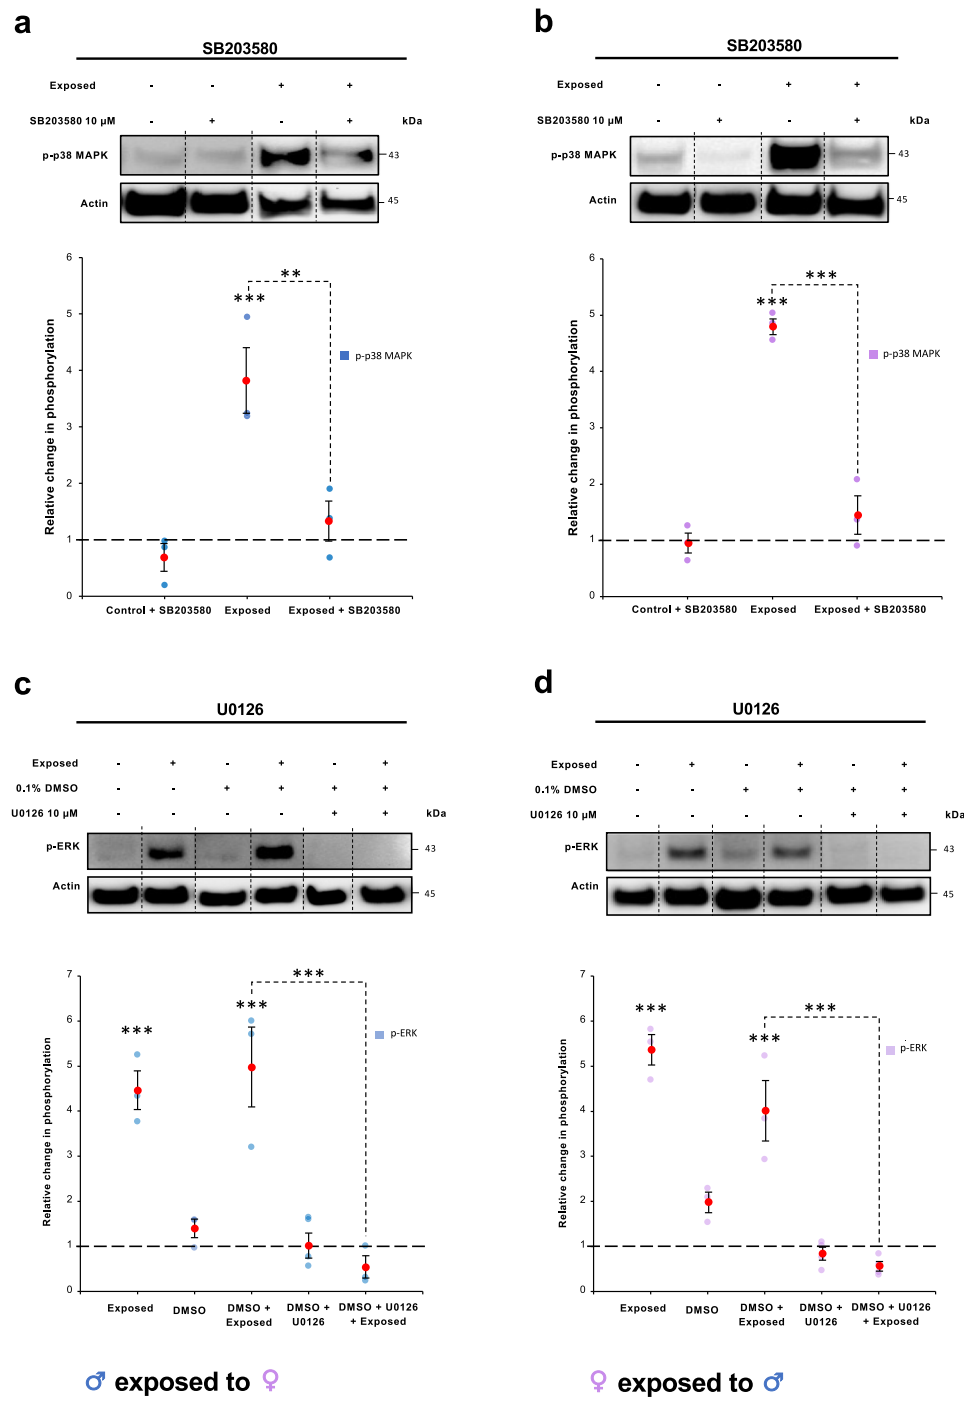 a
SB203580
Exposed - - + +
SB203580 10 µM - + - + kDa
p-p38 MAPK 43
Actin 45
6
5
4
3
2
1
0
Relative change in phosphorylation
*** **
p-p38 MAPK
Control + SB203580 Exposed Exposed + SB203580
b
SB203580
Exposed - - + +
SB203580 10 µM - + - + kDa
p-p38 MAPK 43
Actin 45
6
5
4
3
2
1
0
Relative change in phosphorylation
*** ***
p-p38 MAPK
Control + SB203580 Exposed Exposed + SB203580
c
U0126
Exposed - + - + - +
0.1% DMSO - - + + + +
U0126 10 µM - - - - + + kDa
p-ERK 43
Actin 45
7
6
5
4
3
2
1
0
Relative change in phosphorylation
*** *** ***
p-ERK
Exposed DMSO DMSO + Exposed DMSO + U0126 DMSO + U0126 + Exposed
♂ exposed to ♀
d
U0126
Exposed - + - + - +
0.1% DMSO - - + + + +
U0126 10 µM - - - - + + kDa
p-ERK 43
Actin 45
7
6
5
4
3
2
1
0
Relative change in phosphorylation
*** *** ***
p-ERK
Exposed DMSO DMSO + Exposed DMSO + U0126 DMSO + U0126 + Exposed
♀ exposed to ♂